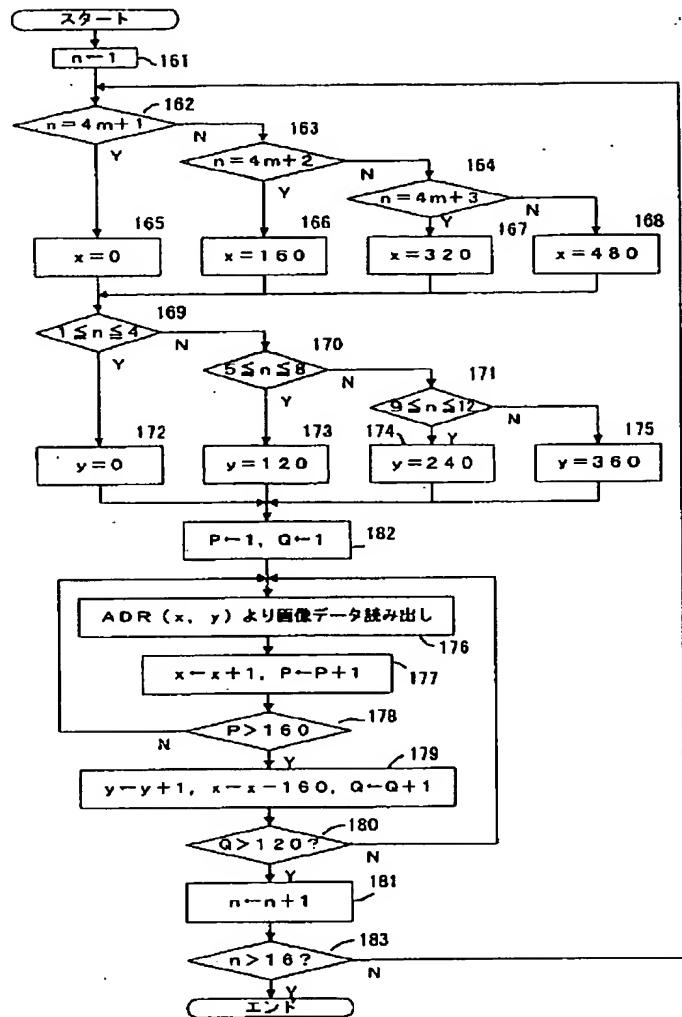 スタート
n←1
161
162
n=4m+1
N
Y
163
n=4m+2
N
Y
164
n=4m+3
N
Y
165
x=0
166
x=160
167
x=320
168
x=480
169
1≦n≦4
N
Y
170
5≦n≦8
N
Y
171
9≦n≦12
N
Y
172
y=0
173
y=120
174
y=240
175
y=360
P←1, Q←1
182
ADR(x, y)より画像データ読み出し
176
x←x+1, P←P+1
177
178
P>160
N
Y
179
y←y+1, x←x-160, Q←Q+1
180
Q>120?
N
Y
181
n←n+1
183
n>16?
N
Y
エンド